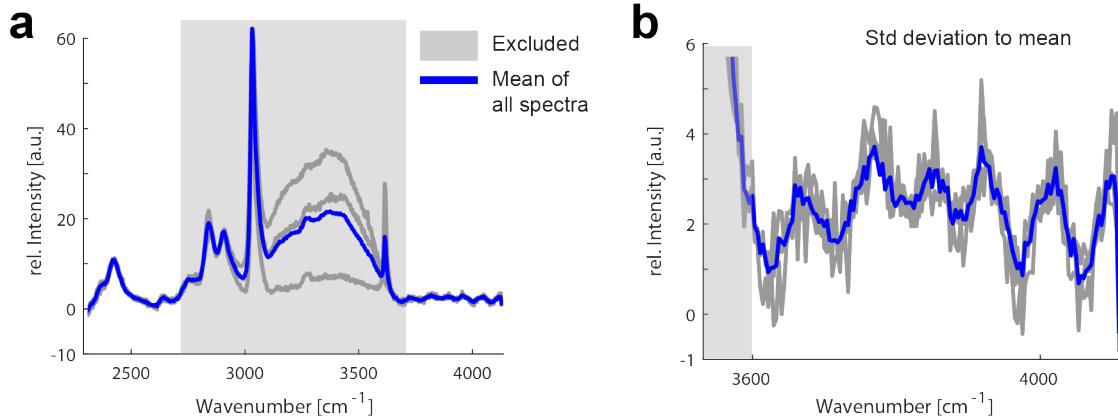 a
60
40
20
0
-10
rel. Intensity [a.u.]
2500
3000
3500
4000
Wavenumber [cm⁻¹]
Excluded
Mean of
all spectra
b
Std deviation to mean
6
4
2
0
-1
rel. Intensity [a.u.]
3600
4000
Wavenumber [cm⁻¹]